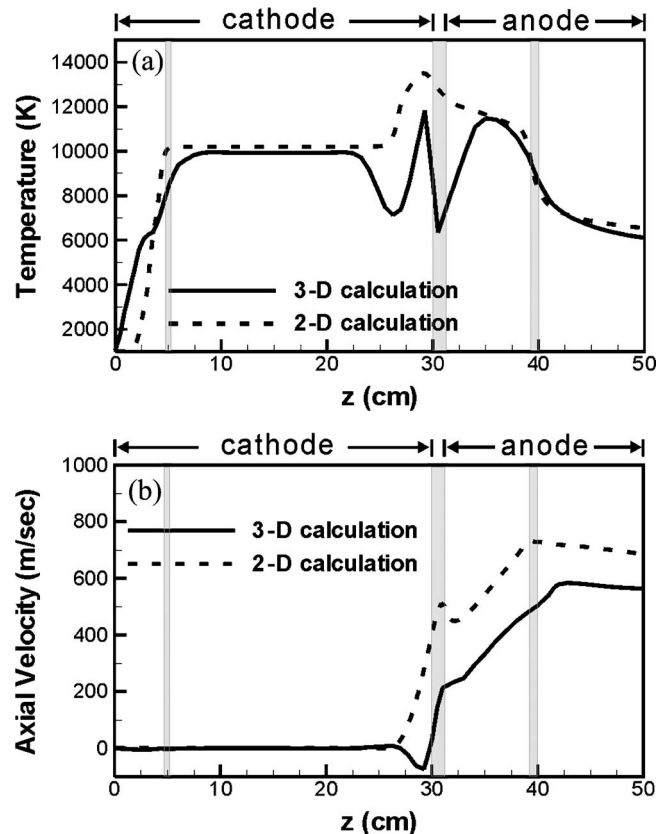 cathode anode
(a)
14000
12000
10000
8000
6000
4000
2000
Temperature (K)
3-D calculation
2-D calculation
0 10 20 30 40 50
z (cm)
cathode anode
(b)
1000
800
600
400
200
0
Axial Velocity (m/sec)
3-D calculation
2-D calculation
0 10 20 30 40 50
z (cm)